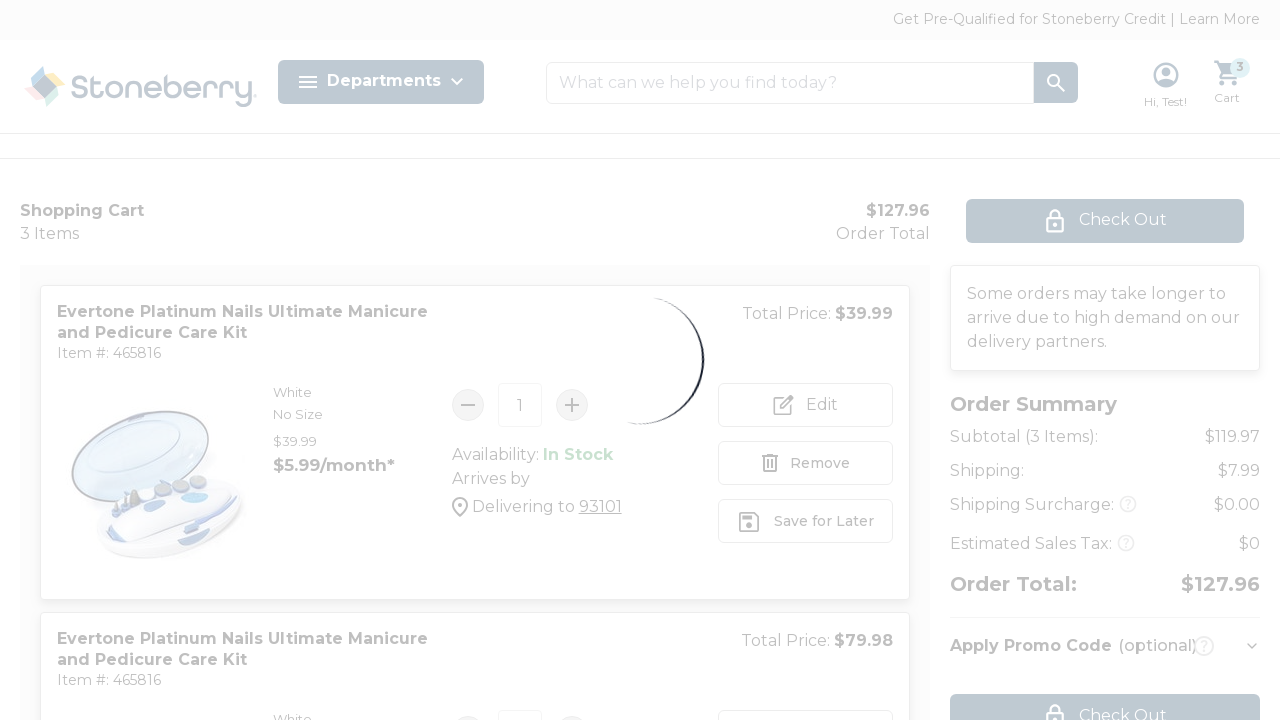 Get Pre-Qualified for Stoneberry Credit | Learn More
Stoneberry
Departments
What can we help you find today?
Hi, Test!
3
Cart
Shopping Cart
3 Items
$127.96
Order Total
Check Out
Evertone Platinum Nails Ultimate Manicure
and Pedicure Care Kit
Item #: 465816
Total Price: $39.99
White
No Size
$39.99
$5.99/month*
1
Availability: In Stock
Arrives by
Delivering to 93101
Edit
Remove
Save for Later
Some orders may take longer to
arrive due to high demand on our
delivery partners.
Order Summary
Subtotal (3 Items): $119.97
Shipping: $7.99
Shipping Surcharge: ? $0.00
Estimated Sales Tax: ? $0
Order Total: $127.96
Apply Promo Code (optional) ?
Check Out
Evertone Platinum Nails Ultimate Manicure
and Pedicure Care Kit
Item #: 465816
Total Price: $79.98
White